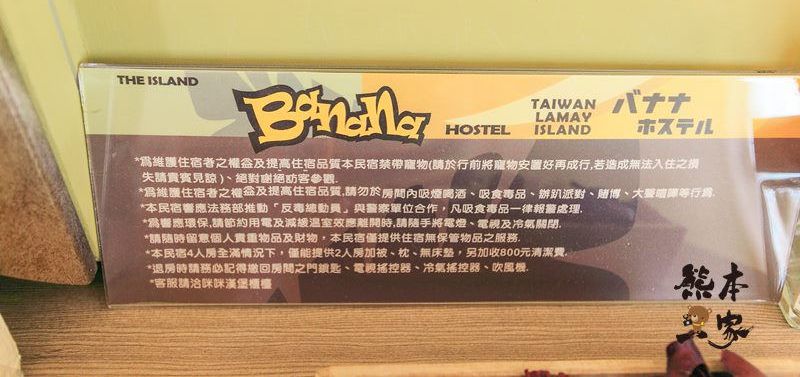 THE ISLAND
Banana HOSTEL
TAIWAN
LAMAY
ISLAND
バナナ
ホステル
*為維護住宿者之權益及提高住宿品質本民宿禁帶寵物(請於行前將寵物安置好再成行,若造成無法入住之損
失請貴賓見諒)、絕對謝絕訪客參觀.
*為維護住宿者之權益及提高住宿品質,請勿於房間內吸煙喝酒、吸食毒品、辦趴派對、賭博、大聲喧嘩等行為.
*本民宿響應法務部推動「反毒總動員」與警察單位合作，凡吸食毒品一律報警處理.
*為響應環保,請節約用電及減緩溫室效應離開時,請隨手將電燈、電視及冷氣關閉.
*請隨時留意個人貴重物品及財物，本民宿僅提供住宿無保管物品之服務.
*本民宿4人房全滿情況下，僅能提供2人房加被、枕、無床墊，另加收800元清潔費.
*退房時請務必記得繳回房間之門鎖匙、電視搖控器、冷氣搖控器、吹風機.
*客服請洽咪咪漢堡櫃檯
熊本一家